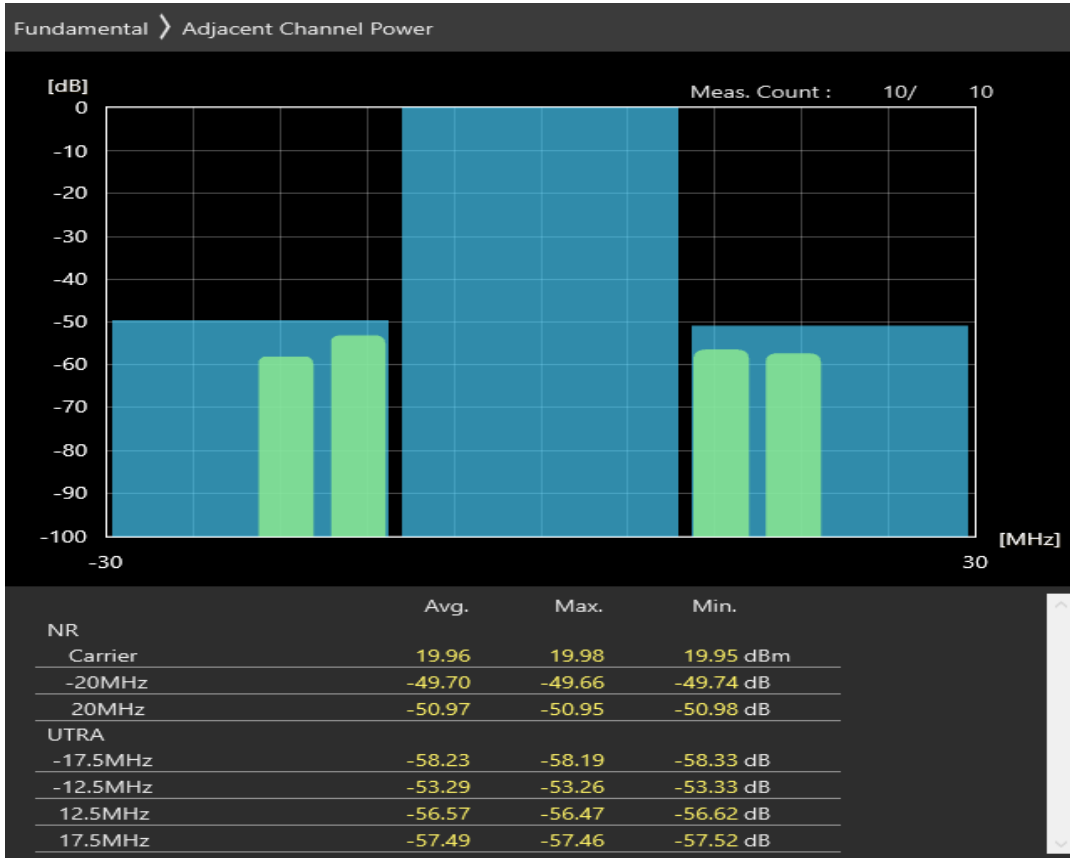 Fundamental ❯ Adjacent Channel Power
[dB]
Meas. Count : 10/ 10
0
-10
-20
-30
-40
-50
-60
-70
-80
-90
-100
[MHz]
-30 30
Avg. Max. Min.
NR
Carrier 19.96 19.98 19.95 dBm
-20MHz -49.70 -49.66 -49.74 dB
20MHz -50.97 -50.95 -50.98 dB
UTRA
-17.5MHz -58.23 -58.19 -58.33 dB
-12.5MHz -53.29 -53.26 -53.33 dB
12.5MHz -56.57 -56.47 -56.62 dB
17.5MHz -57.49 -57.46 -57.52 dB